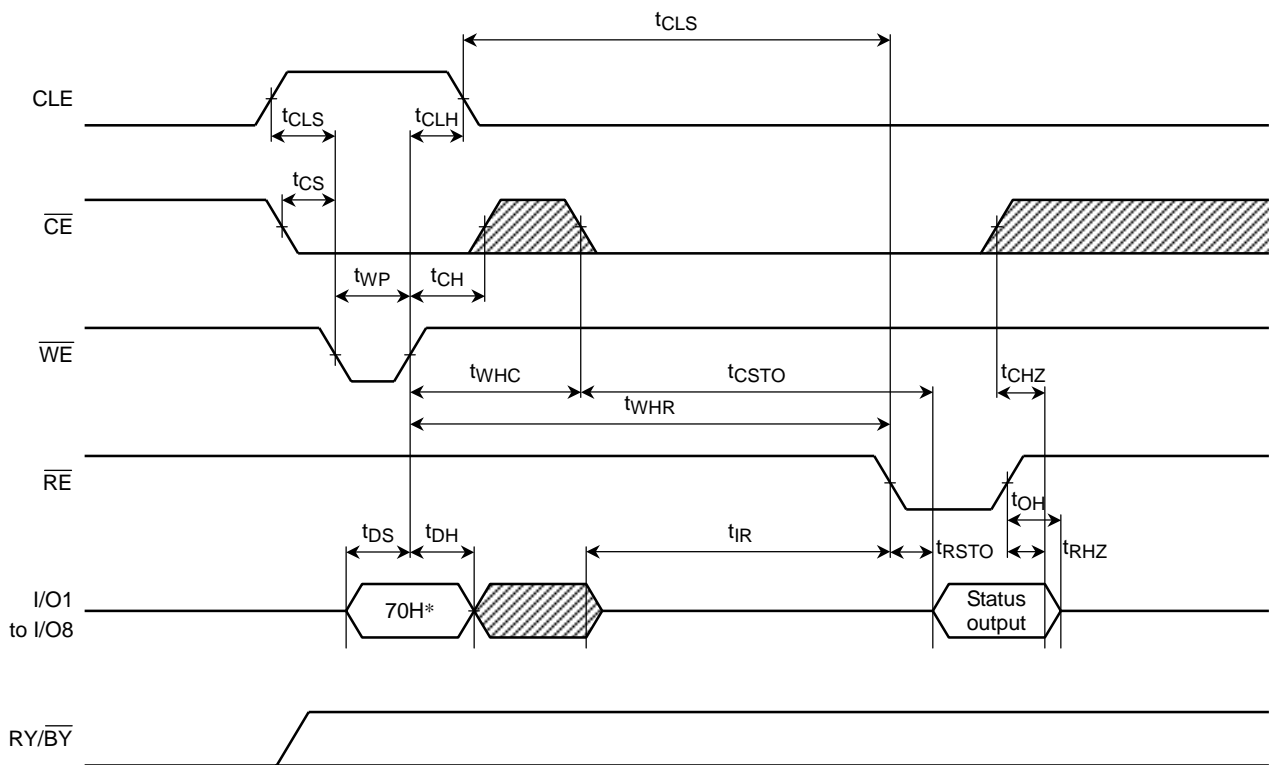 tCLS
CLE
tCLS
tCLH
tCS
CE
tWP
tCH
WE
tWHC
tCSTO
tCHZ
tWHR
RE
tOH
tDS
tDH
tIR
tRSTO
tRHZ
I/O1
to I/O8
70H*
Status
output
RY/BY